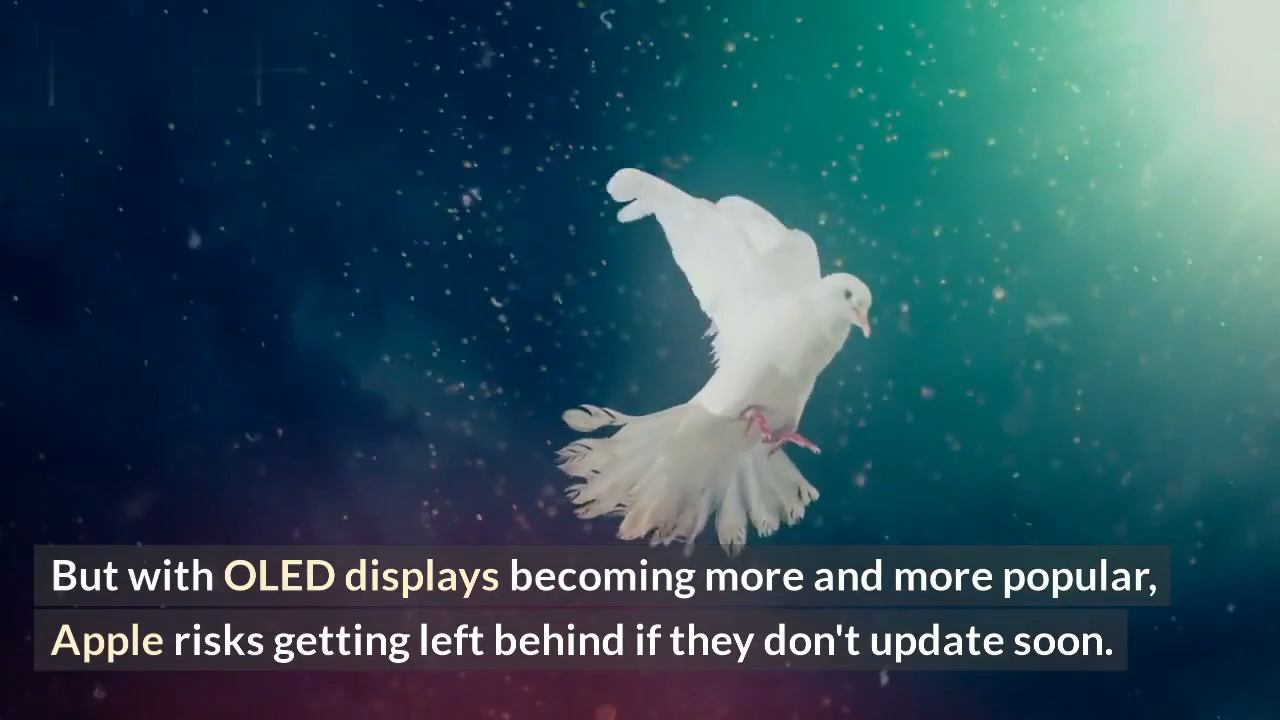 But with OLED displays becoming more and more popular,
Apple risks getting left behind if they don't update soon.